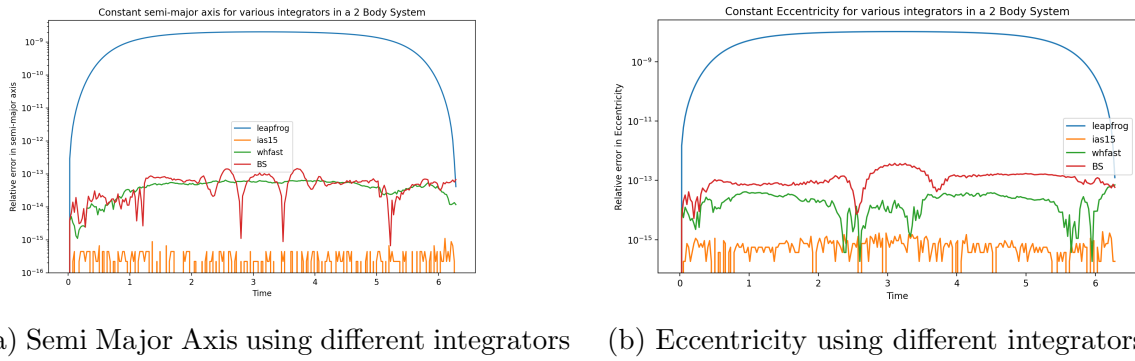 Constant semi-major axis for various integrators in a 2 Body System
Relative error in semi-major axis
10⁻⁹
10⁻¹⁰
10⁻¹¹
10⁻¹²
10⁻¹³
10⁻¹⁴
10⁻¹⁵
10⁻¹⁶
leapfrog
ias15
whfast
BS
0 1 2 3 4 5 6
Time
Constant Eccentricity for various integrators in a 2 Body System
Relative error in Eccentricity
10⁻⁹
10⁻¹¹
10⁻¹³
10⁻¹⁵
leapfrog
ias15
whfast
BS
0 1 2 3 4 5 6
Time
) Semi Major Axis using different integrators
(b) Eccentricity using different integrators